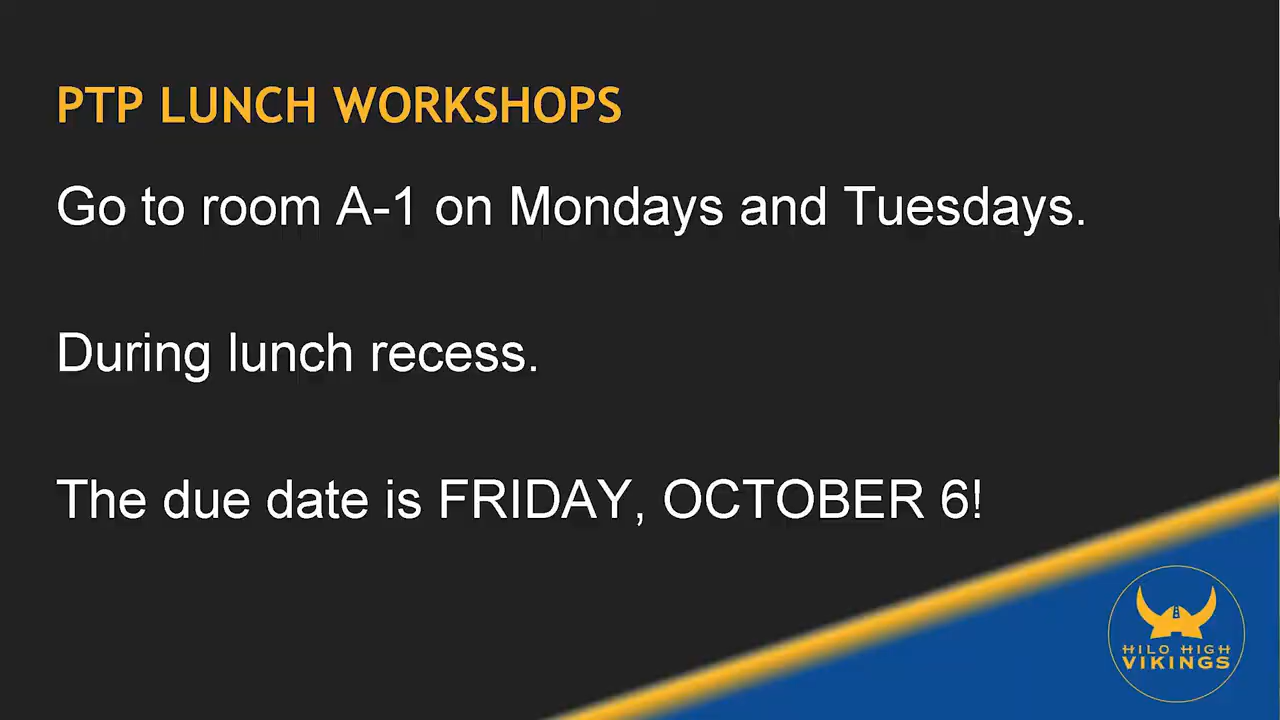 PTP LUNCH WORKSHOPS
Go to room A-1 on Mondays and Tuesdays.
During lunch recess.
The due date is FRIDAY, OCTOBER 6!
HILO HIGH
VIKINGS